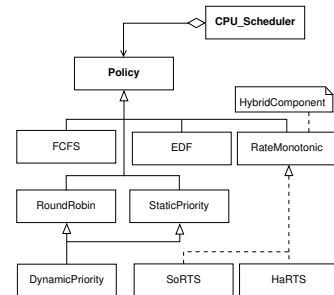 CPU_Scheduler
Policy
HybridComponent
FCFS
EDF
RateMonotonic
RoundRobin
StaticPriority
DynamicPriority
SoRTS
HaRTS